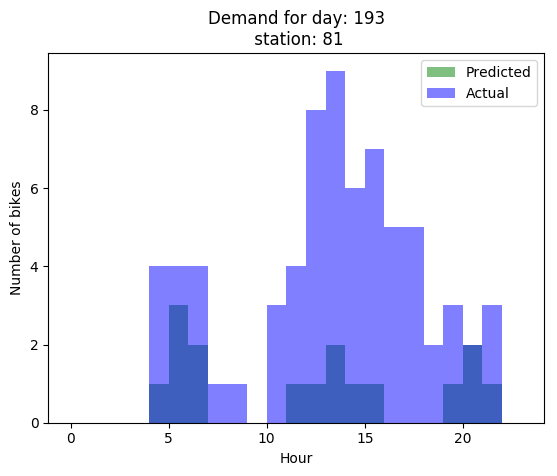 Demand for day: 193
station: 81
Predicted
Actual
Number of bikes
8
6
4
2
0
0
5
10
15
20
Hour